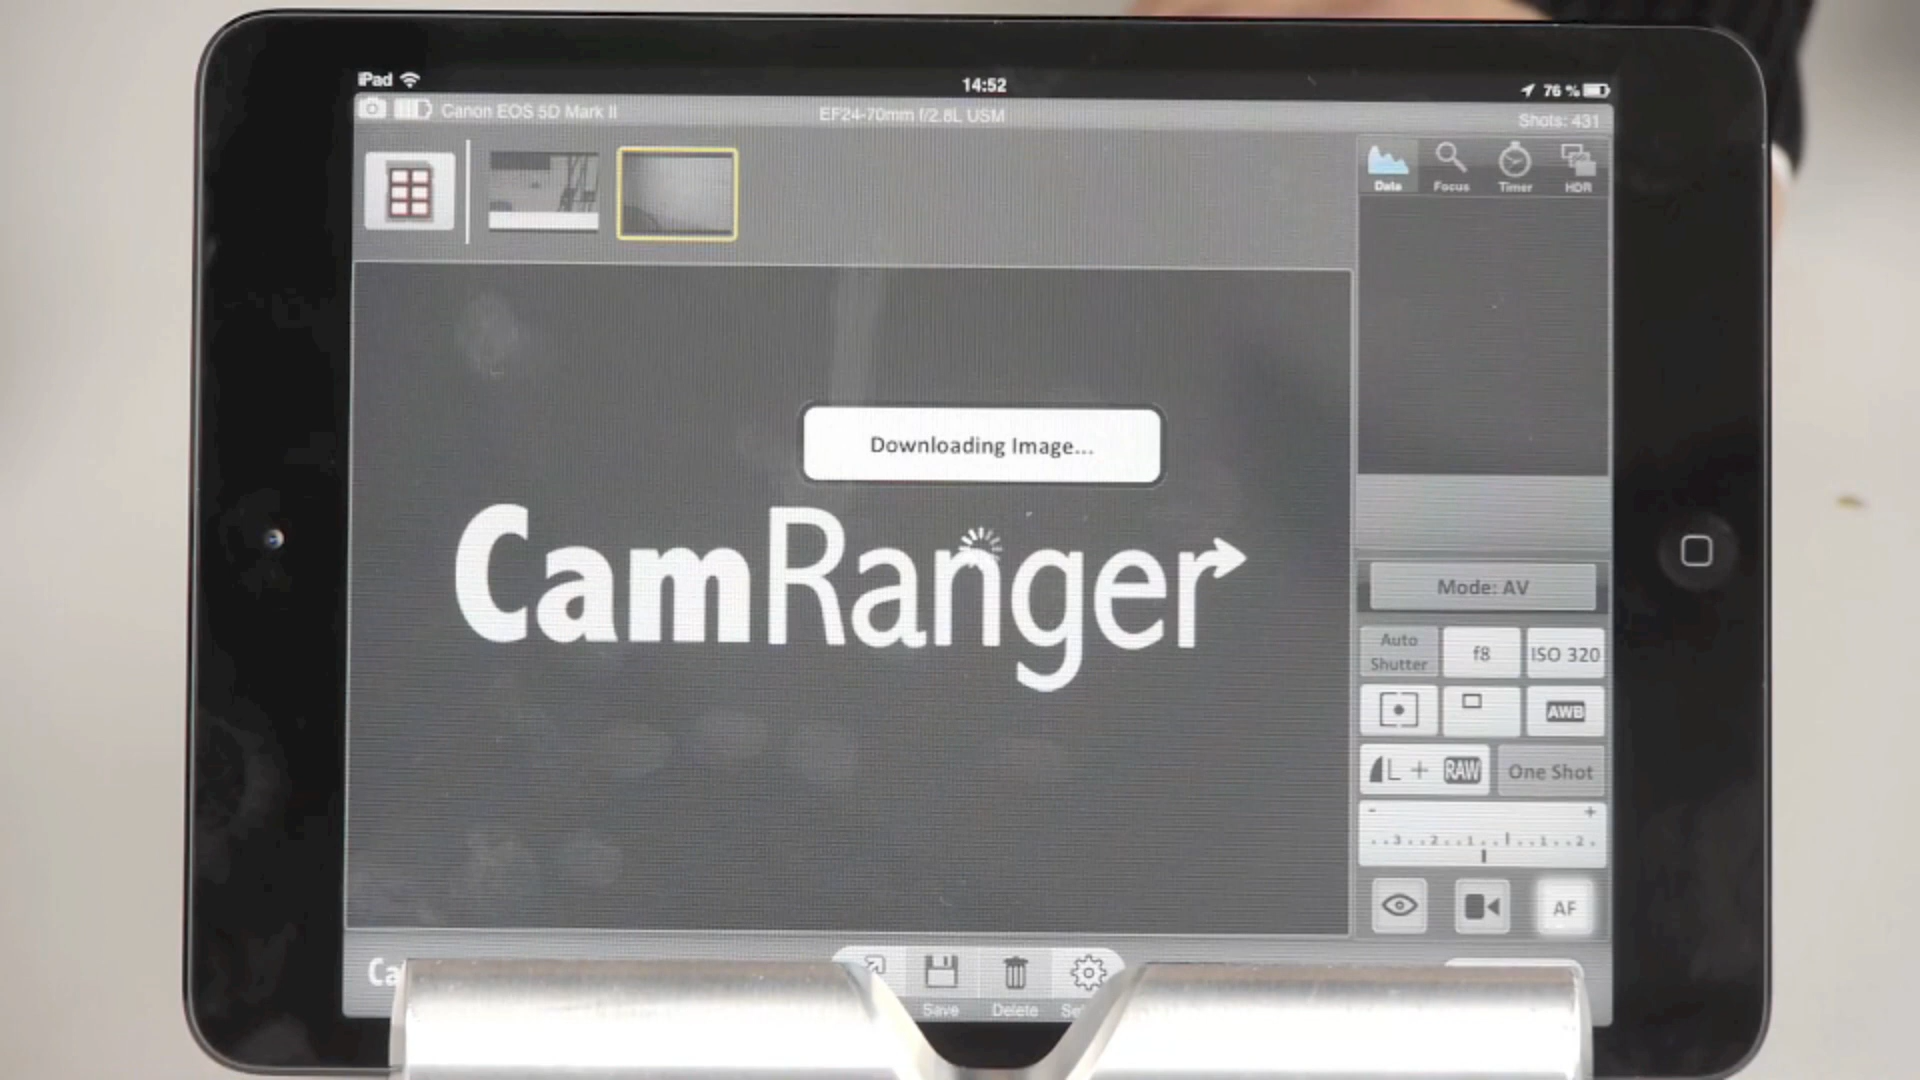 iPad 14:52 76 %
Canon EOS 5D Mark II EF24-70mm f/2.8L USM Shots: 431
Data Focus Timer HDR
Downloading Image...
CamRanger
Mode: AV
Auto Shutter f8 ISO 320
AWB
L + RAW One Shot
- +
..3..2..1..|..1..2.
AF
Save Delete